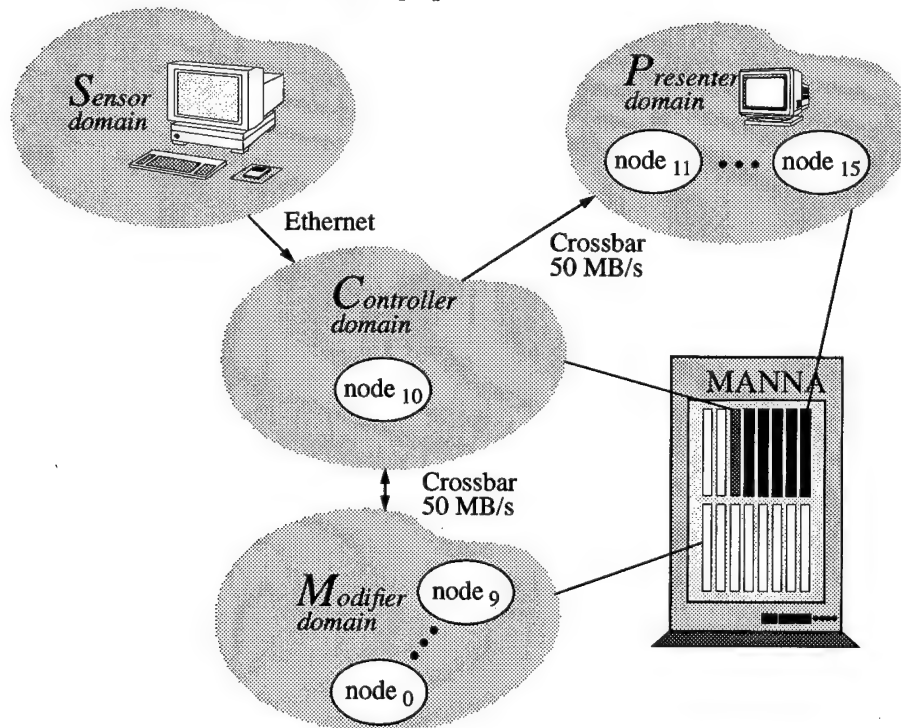 Sensor
domain
Presenter
domain
node 11
node 15
Ethernet
Crossbar
50 MB/s
Controller
domain
node 10
MANNA
Crossbar
50 MB/s
Modifier
domain
node 9
node 0